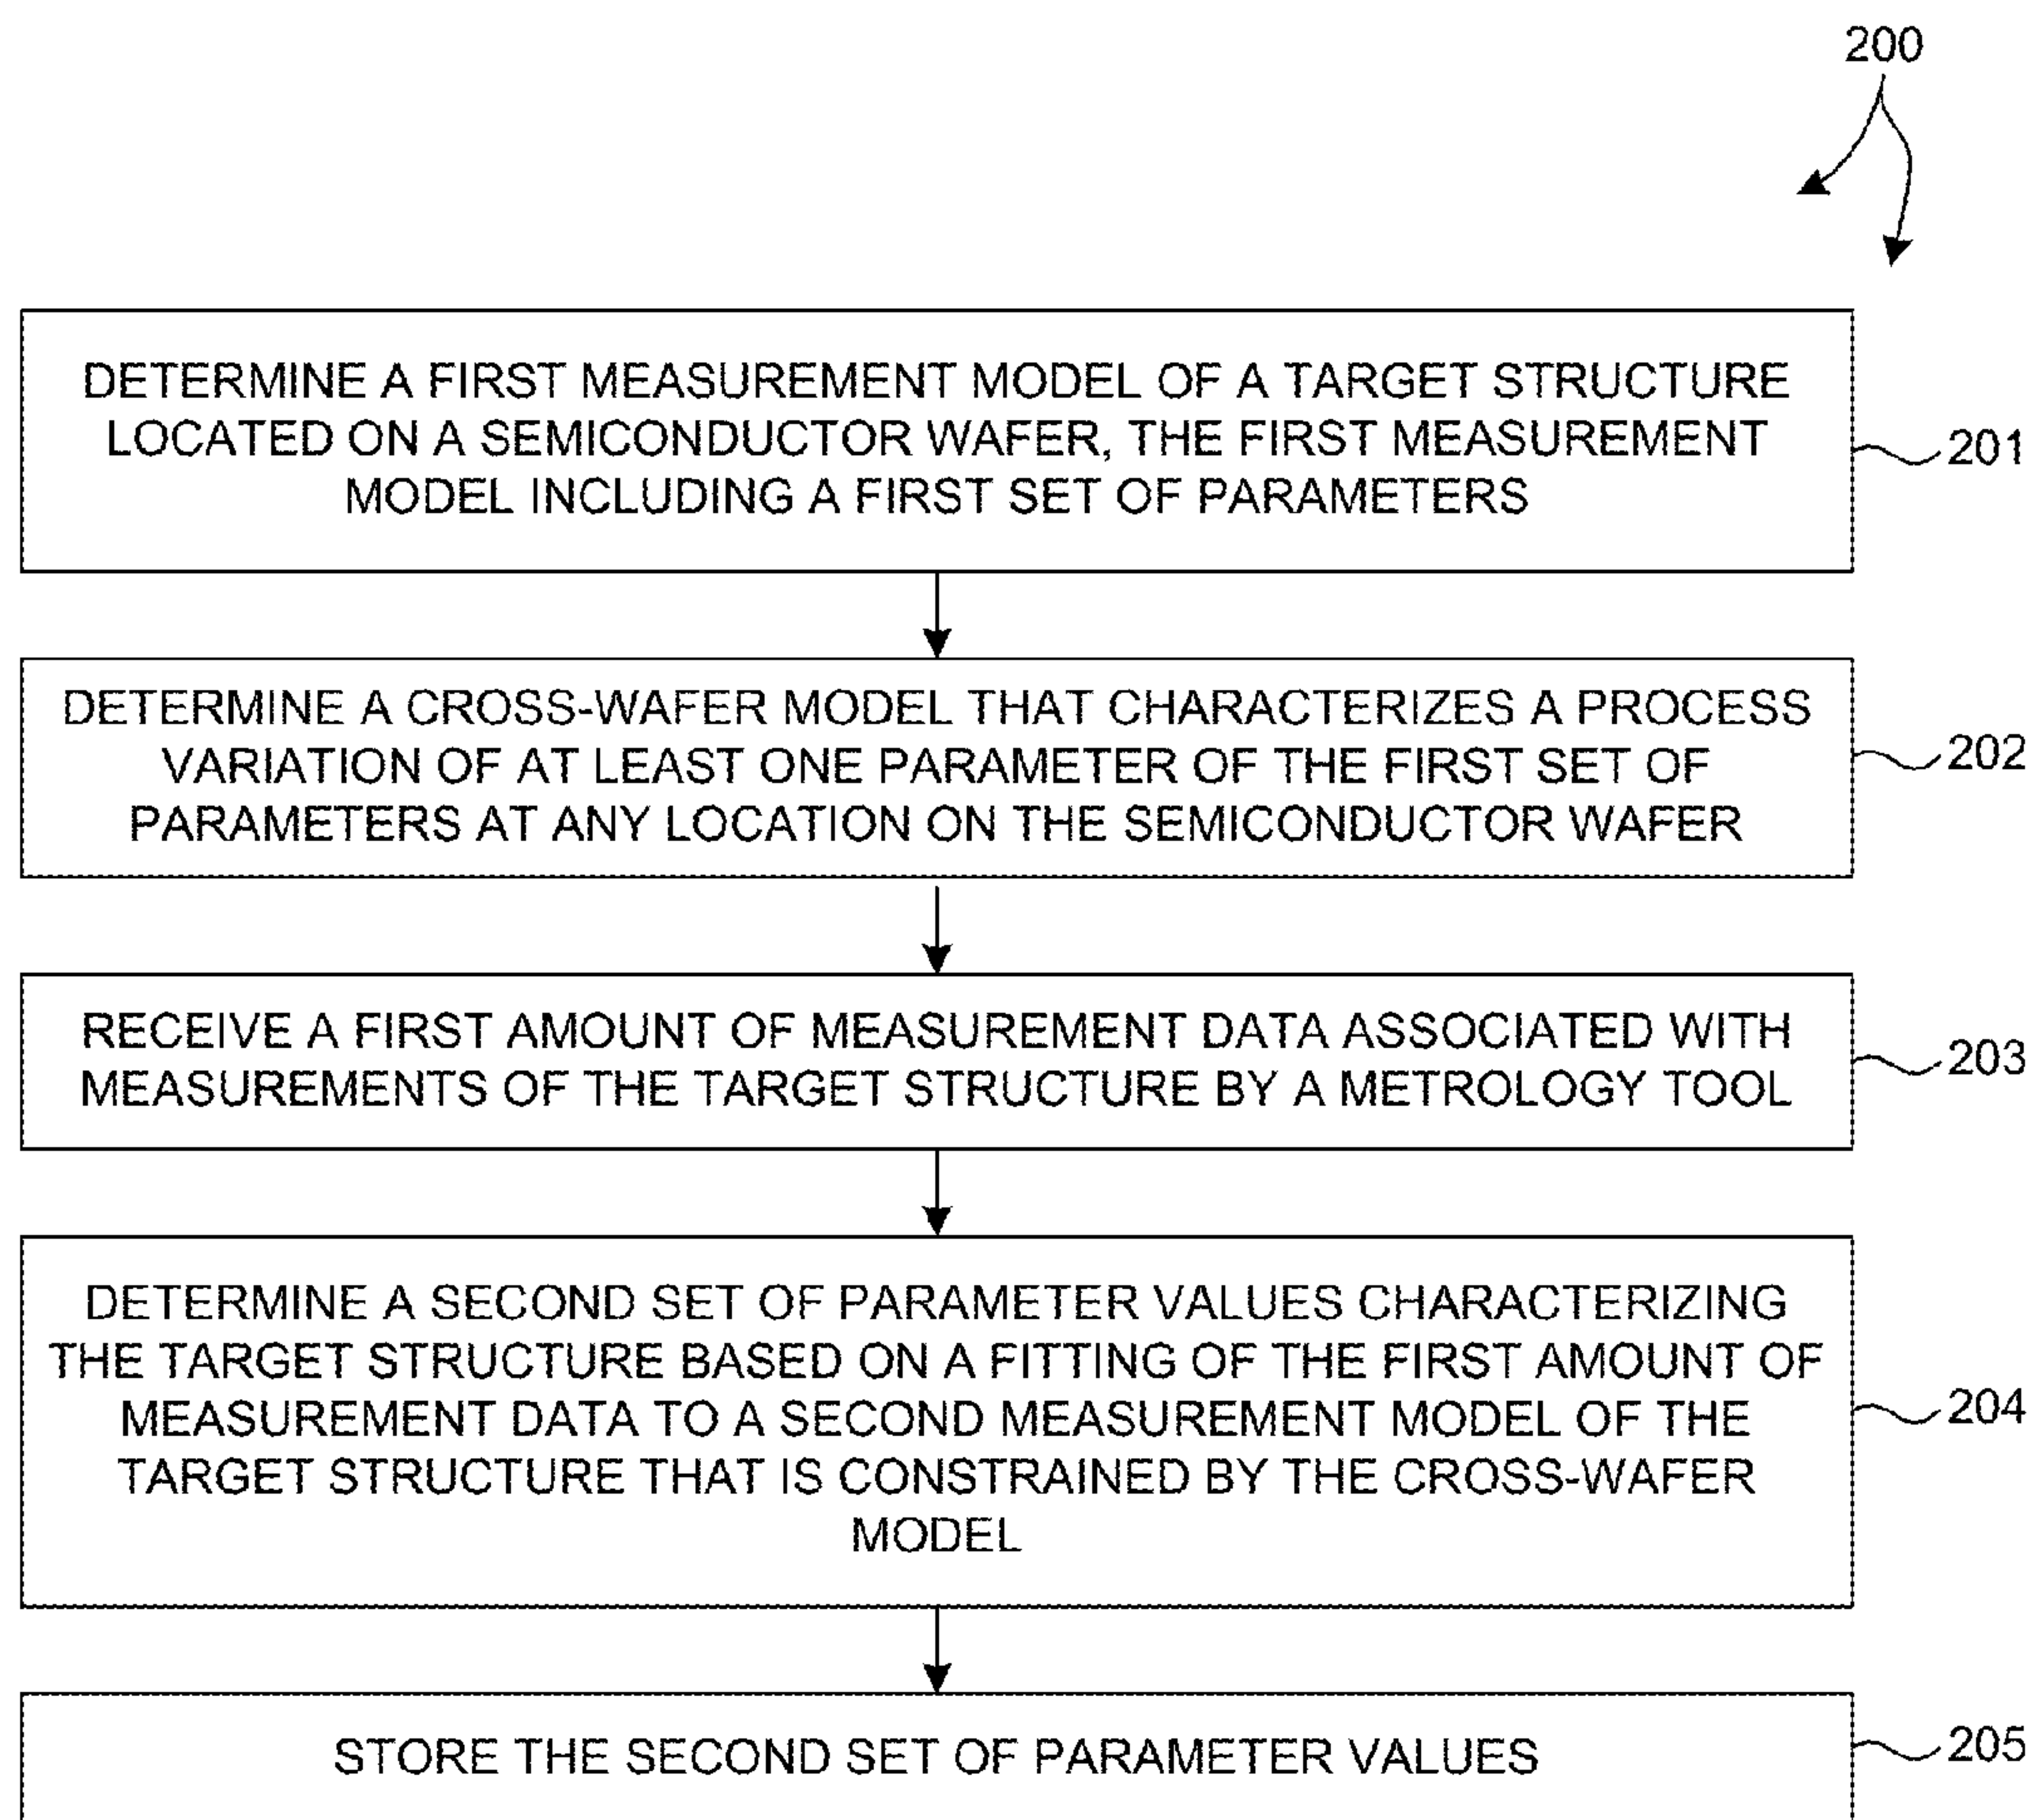 200
DETERMINE A FIRST MEASUREMENT MODEL OF A TARGET STRUCTURE
LOCATED ON A SEMICONDUCTOR WAFER, THE FIRST MEASUREMENT
MODEL INCLUDING A FIRST SET OF PARAMETERS
201
DETERMINE A CROSS-WAFER MODEL THAT CHARACTERIZES A PROCESS
VARIATION OF AT LEAST ONE PARAMETER OF THE FIRST SET OF
PARAMETERS AT ANY LOCATION ON THE SEMICONDUCTOR WAFER
202
RECEIVE A FIRST AMOUNT OF MEASUREMENT DATA ASSOCIATED WITH
MEASUREMENTS OF THE TARGET STRUCTURE BY A METROLOGY TOOL
203
DETERMINE A SECOND SET OF PARAMETER VALUES CHARACTERIZING
THE TARGET STRUCTURE BASED ON A FITTING OF THE FIRST AMOUNT OF
MEASUREMENT DATA TO A SECOND MEASUREMENT MODEL OF THE
TARGET STRUCTURE THAT IS CONSTRAINED BY THE CROSS-WAFER
MODEL
204
STORE THE SECOND SET OF PARAMETER VALUES
205